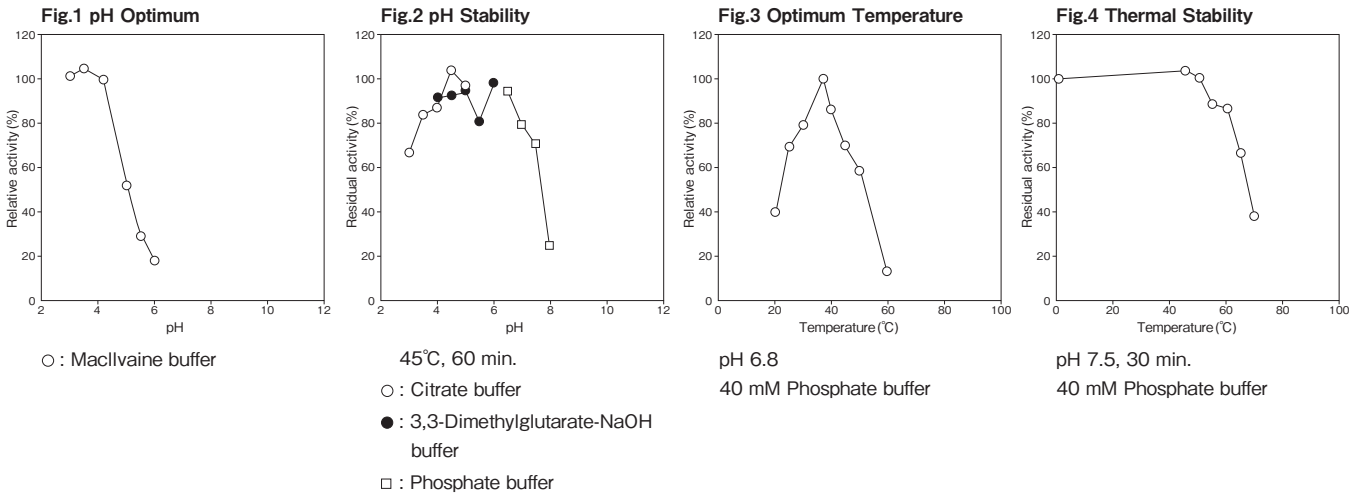 Fig.1 pH Optimum
120
100
80
60
40
20
0
2 4 6 8 10 12
Relative activity (%)
pH
○ : MacIlvaine buffer
Fig.2 pH Stability
120
100
80
60
40
20
0
2 4 6 8 10 12
Residual activity (%)
pH
45℃, 60 min.
○ : Citrate buffer
● : 3,3-Dimethylglutarate-NaOH
buffer
□ : Phosphate buffer
Fig.3 Optimum Temperature
120
100
80
60
40
20
0
0 20 40 60 80 100
Relative activity (%)
Temperature (℃)
pH 6.8
40 mM Phosphate buffer
Fig.4 Thermal Stability
120
100
80
60
40
20
0
0 20 40 60 80 100
Residual activity (%)
Temperature (℃)
pH 7.5, 30 min.
40 mM Phosphate buffer